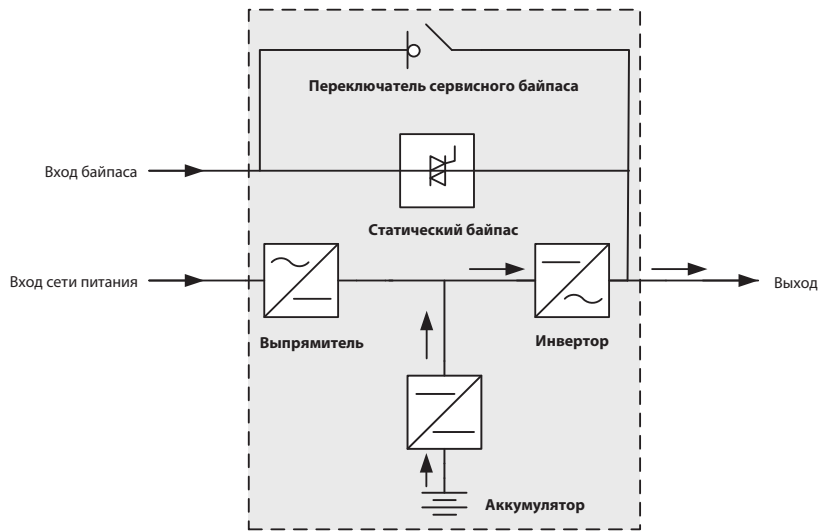 Переключатель сервисного байпаса
Вход байпаса
Статический байпас
Вход сети питания
Выход
Выпрямитель
Инвертор
Аккумулятор